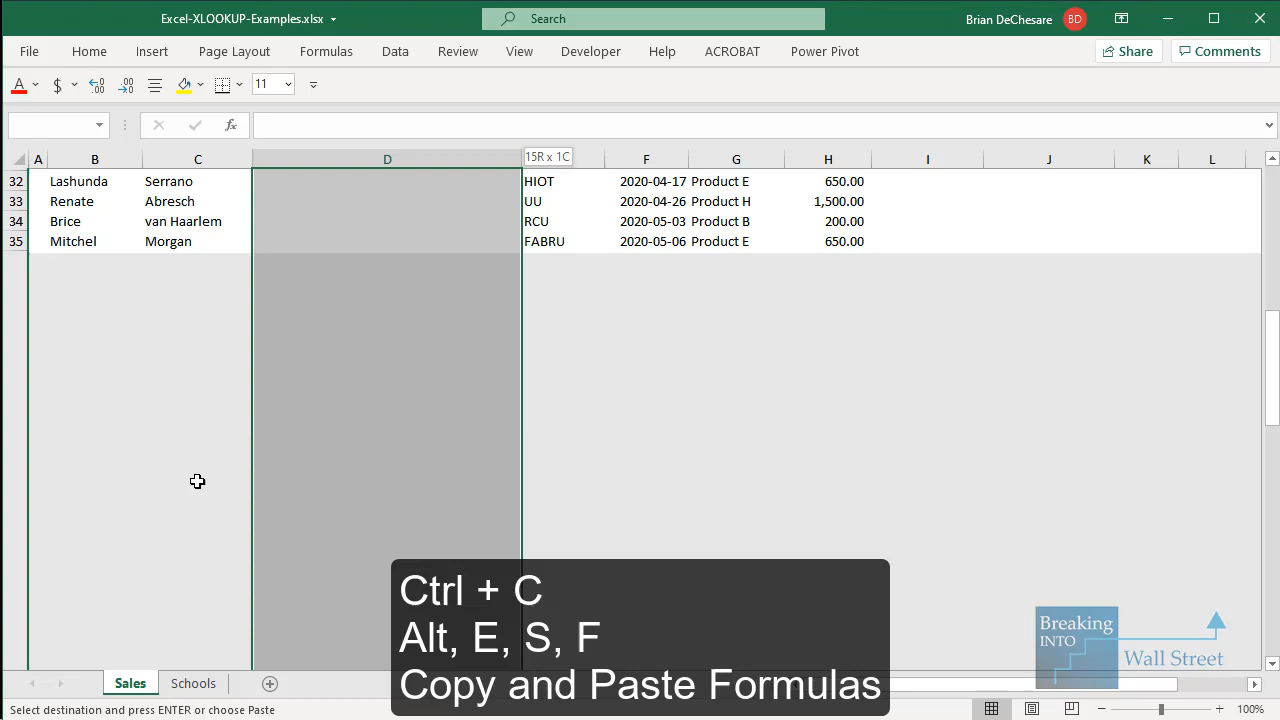 Excel-XLOOKUP-Examples.xlsx
Search
Brian DeChesare BD
File Home Insert Page Layout Formulas Data Review View Developer Help ACROBAT Power Pivot Share Comments
A $ 11
fx
A B C D 15R x 1C F G H I J K L
32 Lashunda Serrano HIOT 2020-04-17 Product E 650.00
33 Renate Abresch UU 2020-04-26 Product H 1,500.00
34 Brice van Haarlem RCU 2020-05-03 Product B 200.00
35 Mitchel Morgan FABRU 2020-05-06 Product E 650.00
Ctrl + C
Alt, E, S, F
Copy and Paste Formulas
Breaking
INTO
Wall Street
Sales Schools
Select destination and press ENTER or choose Paste
100%